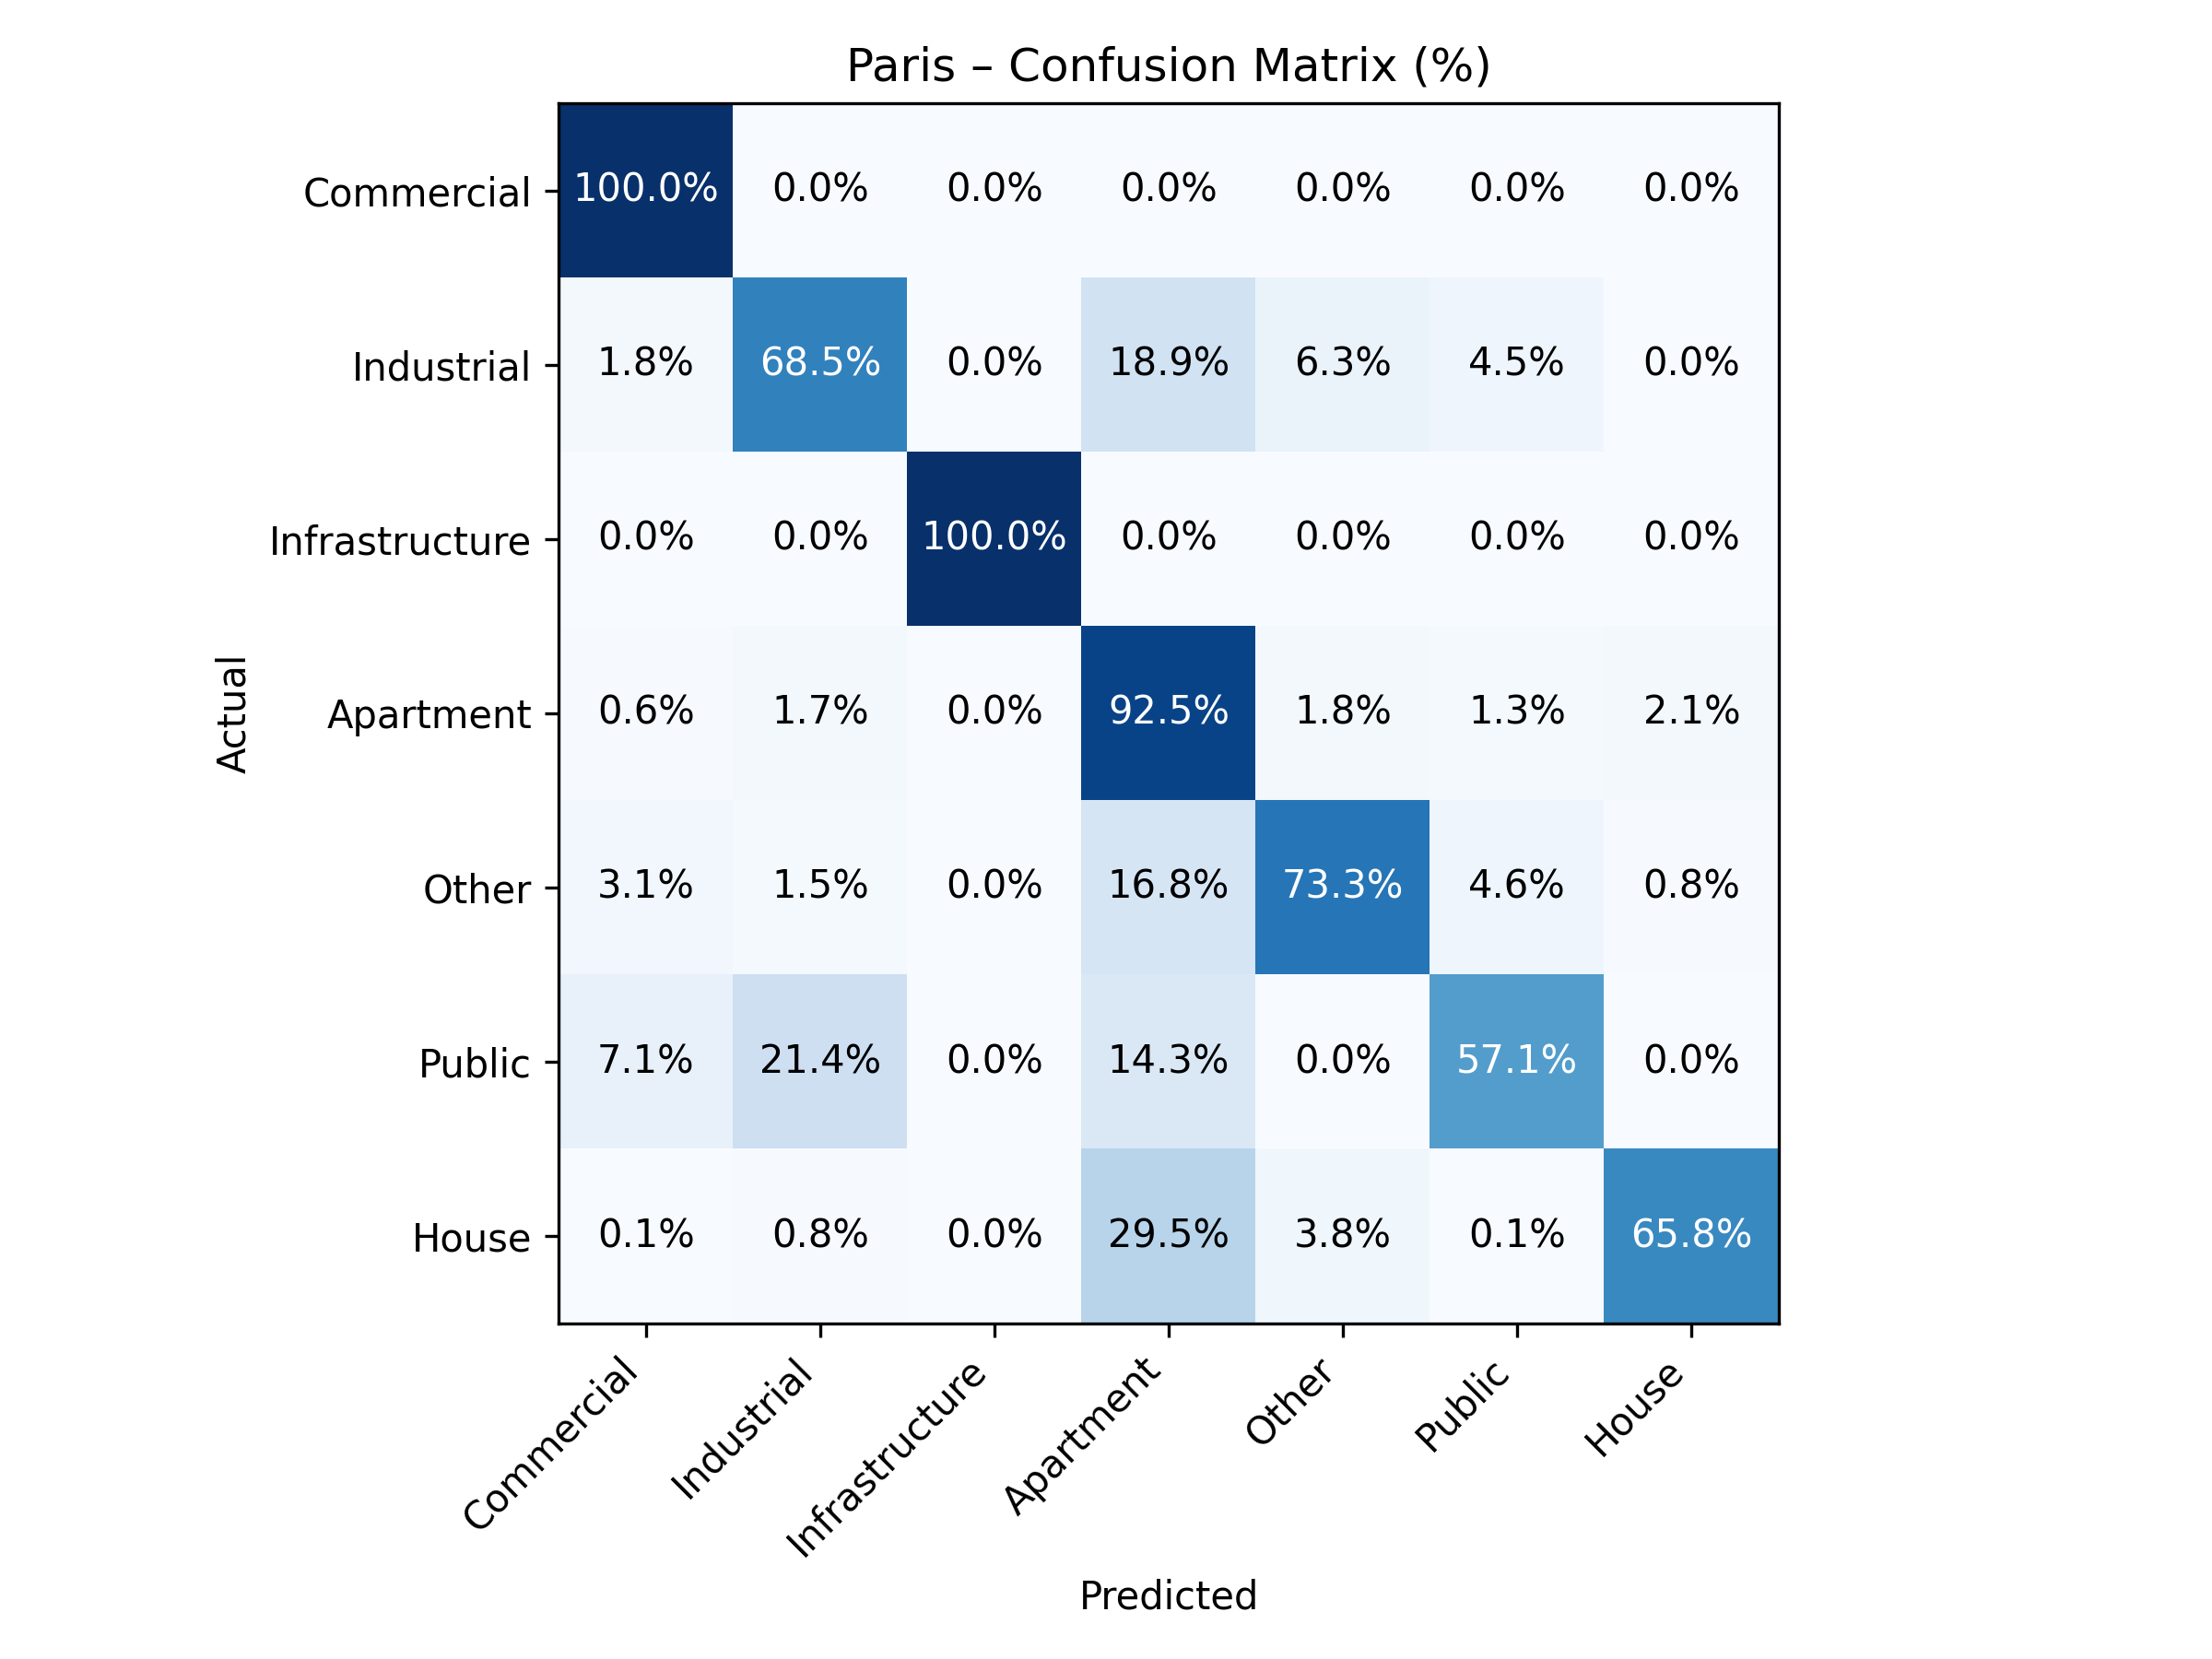 Paris – Confusion Matrix (%)
Commercial 100.0% 0.0% 0.0% 0.0% 0.0% 0.0% 0.0%
Industrial 1.8% 68.5% 0.0% 18.9% 6.3% 4.5% 0.0%
Infrastructure 0.0% 0.0% 100.0% 0.0% 0.0% 0.0% 0.0%
Apartment 0.6% 1.7% 0.0% 92.5% 1.8% 1.3% 2.1%
Other 3.1% 1.5% 0.0% 16.8% 73.3% 4.6% 0.8%
Public 7.1% 21.4% 0.0% 14.3% 0.0% 57.1% 0.0%
House 0.1% 0.8% 0.0% 29.5% 3.8% 0.1% 65.8%
Actual
Commercial Industrial Infrastructure Apartment Other Public House
Predicted